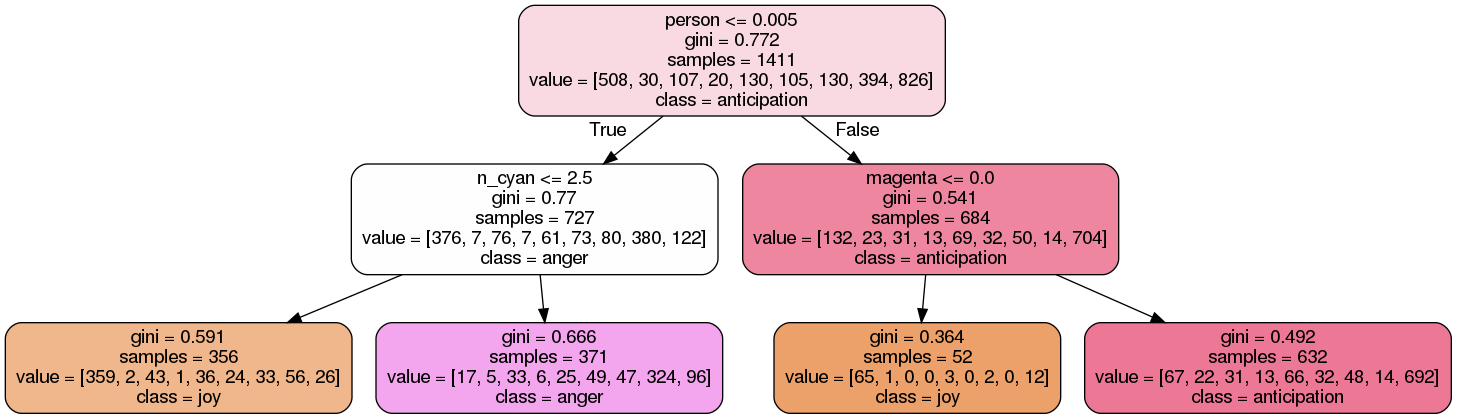 person <= 0.005
gini = 0.772
samples = 1411
value = [508, 30, 107, 20, 130, 105, 130, 394, 826]
class = anticipation
True
False
n_cyan <= 2.5
gini = 0.77
samples = 727
value = [376, 7, 76, 7, 61, 73, 80, 380, 122]
class = anger
magenta <= 0.0
gini = 0.541
samples = 684
value = [132, 23, 31, 13, 69, 32, 50, 14, 704]
class = anticipation
gini = 0.591
samples = 356
value = [359, 2, 43, 1, 36, 24, 33, 56, 26]
class = joy
gini = 0.666
samples = 371
value = [17, 5, 33, 6, 25, 49, 47, 324, 96]
class = anger
gini = 0.364
samples = 52
value = [65, 1, 0, 0, 3, 0, 2, 0, 12]
class = joy
gini = 0.492
samples = 632
value = [67, 22, 31, 13, 66, 32, 48, 14, 692]
class = anticipation